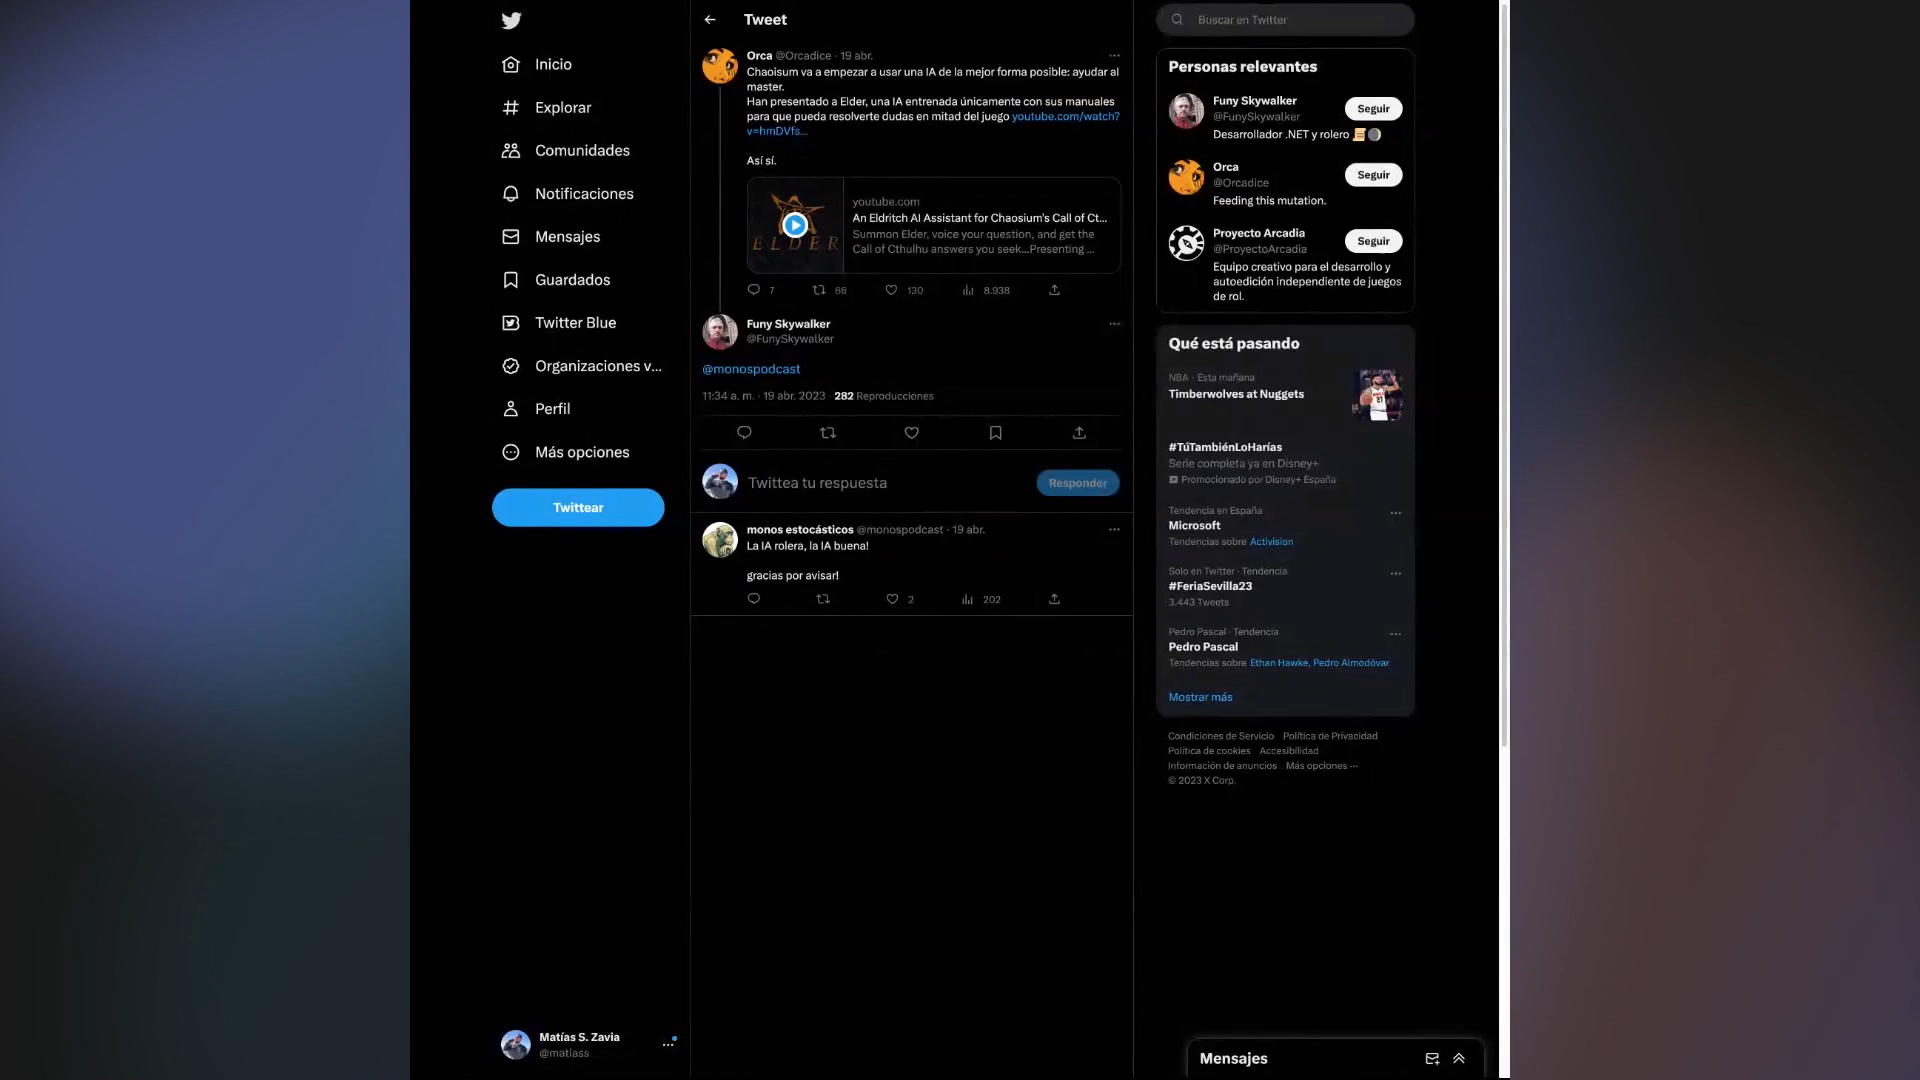 Inicio
Explorar
Comunidades
Notificaciones
Mensajes
Guardados
Twitter Blue
Organizaciones v...
Perfil
Más opciones
Twittear
Matías S. Zavia
@matiass
Tweet
Orca @Orcadice · 19 abr.
Chaoisum va a empezar a usar una IA de la mejor forma posible: ayudar al
master.
Han presentado a Elder, una IA entrenada únicamente con sus manuales
para que pueda resolverte dudas en mitad del juego youtube.com/watch?
v=hmDVfs...
Así sí.
ELDER
youtube.com
An Eldritch AI Assistant for Chaosium's Call of Ct...
Summon Elder, voice your question, and get the
Call of Cthulhu answers you seek...Presenting ...
7 66 130 8.938
Funy Skywalker
@FunySkywalker
@monospodcast
11:34 a. m. · 19 abr. 2023 · 282 Reproducciones
Twittea tu respuesta
Responder
monos estocásticos @monospodcast · 19 abr.
La IA rolera, la IA buena!
gracias por avisar!
2 202
Buscar en Twitter
Personas relevantes
Funy Skywalker
@FunySkywalker
Seguir
Desarrollador .NET y rolero
Orca
@Orcadice
Seguir
Feeding this mutation.
Proyecto Arcadia
@ProyectoArcadia
Seguir
Equipo creativo para el desarrollo y
autoedición independiente de juegos
de rol.
Qué está pasando
NBA · Esta mañana
Timberwolves at Nuggets
#TúTambiénLoHarías
Serie completa ya en Disney+
Promocionado por Disney+ España
Tendencia en España
Microsoft
Tendencias sobre Activision
Solo en Twitter · Tendencia
#FeriaSevilla23
3.443 Tweets
Pedro Pascal · Tendencia
Pedro Pascal
Tendencias sobre Ethan Hawke, Pedro Almodóvar
Mostrar más
Condiciones de Servicio Política de Privacidad
Política de cookies Accesibilidad
Información de anuncios Más opciones ···
© 2023 X Corp.
Mensajes